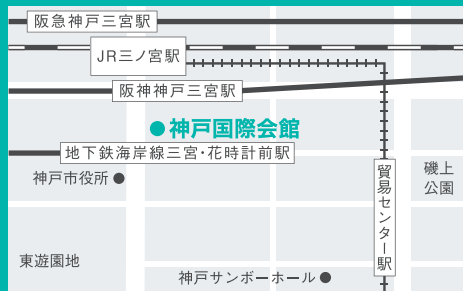 阪急神戸三宮駅
JR三ノ宮駅
阪神神戸三宮駅
●神戸国際会館
地下鉄海岸線三宮・花時計前駅
神戸市役所●
貿易センター駅
磯上
公園
東遊園地
神戸サンボーホール●